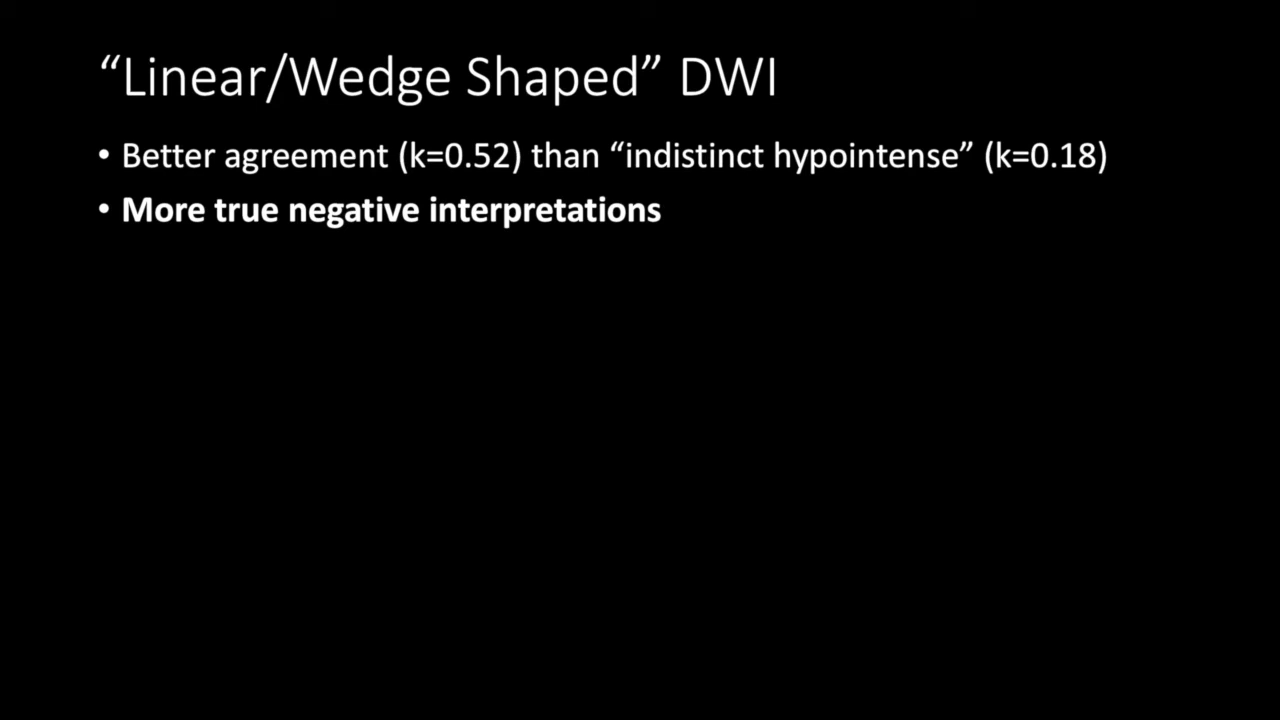 “Linear/Wedge Shaped” DWI
• Better agreement (k=0.52) than “indistinct hypointense” (k=0.18)
• More true negative interpretations